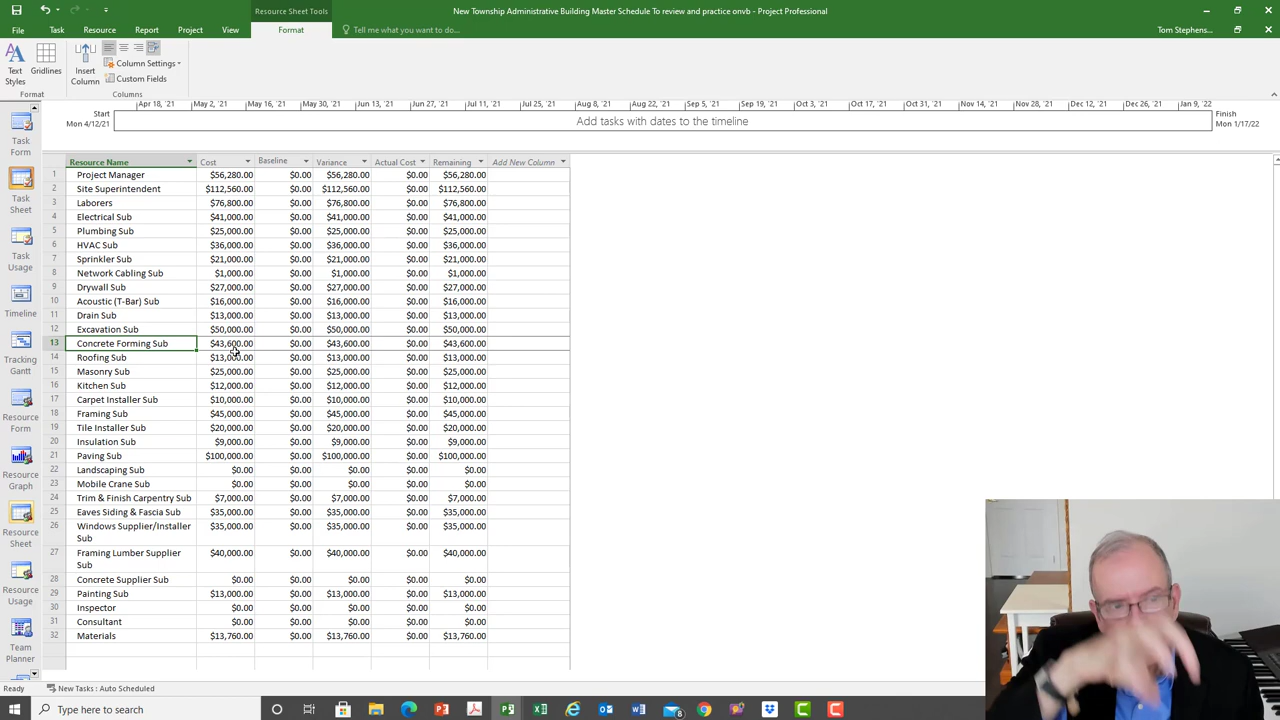 New Township Administrative Building Master Schedule To review and practice onvb - Project Professional
Resource Sheet Tools
File Task Resource Report Project View Format Tell me what you want to do... Tom Stephens...
Text Styles
Gridlines
Insert Column
Column Settings
Custom Fields
Format Columns
Apr 18, '21 May 2, '21 May 16, '21 May 30, '21 Jun 13, '21 Jun 27, '21 Jul 11, '21 Jul 25, '21 Aug 8, '21 Aug 22, '21 Sep 5, '21 Sep 19, '21 Oct 3, '21 Oct 17, '21 Oct 31, '21 Nov 14, '21 Nov 28, '21 Dec 12, '21 Dec 26, '21 Jan 9, '22
Start
Mon 4/12/21
Add tasks with dates to the timeline
Finish
Mon 1/17/22
Task Form
Task Sheet
Task Usage
Timeline
Tracking Gantt
Resource Form
Resource Graph
Resource Sheet
Resource Usage
Team Planner
Resource Name Cost Baseline Variance Actual Cost Remaining Add New Column
1 Project Manager $56,280.00 $0.00 $56,280.00 $0.00 $56,280.00
2 Site Superintendent $112,560.00 $0.00 $112,560.00 $0.00 $112,560.00
3 Laborers $76,800.00 $0.00 $76,800.00 $0.00 $76,800.00
4 Electrical Sub $41,000.00 $0.00 $41,000.00 $0.00 $41,000.00
5 Plumbing Sub $25,000.00 $0.00 $25,000.00 $0.00 $25,000.00
6 HVAC Sub $36,000.00 $0.00 $36,000.00 $0.00 $36,000.00
7 Sprinkler Sub $21,000.00 $0.00 $21,000.00 $0.00 $21,000.00
8 Network Cabling Sub $1,000.00 $0.00 $1,000.00 $0.00 $1,000.00
9 Drywall Sub $27,000.00 $0.00 $27,000.00 $0.00 $27,000.00
10 Acoustic (T-Bar) Sub $16,000.00 $0.00 $16,000.00 $0.00 $16,000.00
11 Drain Sub $13,000.00 $0.00 $13,000.00 $0.00 $13,000.00
12 Excavation Sub $50,000.00 $0.00 $50,000.00 $0.00 $50,000.00
13 Concrete Forming Sub $43,600.00 $0.00 $43,600.00 $0.00 $43,600.00
14 Roofing Sub $13,000.00 $0.00 $13,000.00 $0.00 $13,000.00
15 Masonry Sub $25,000.00 $0.00 $25,000.00 $0.00 $25,000.00
16 Kitchen Sub $12,000.00 $0.00 $12,000.00 $0.00 $12,000.00
17 Carpet Installer Sub $10,000.00 $0.00 $10,000.00 $0.00 $10,000.00
18 Framing Sub $45,000.00 $0.00 $45,000.00 $0.00 $45,000.00
19 Tile Installer Sub $20,000.00 $0.00 $20,000.00 $0.00 $20,000.00
20 Insulation Sub $9,000.00 $0.00 $9,000.00 $0.00 $9,000.00
21 Paving Sub $100,000.00 $0.00 $100,000.00 $0.00 $100,000.00
22 Landscaping Sub $0.00 $0.00 $0.00 $0.00 $0.00
23 Mobile Crane Sub $0.00 $0.00 $0.00 $0.00 $0.00
24 Trim & Finish Carpentry Sub $7,000.00 $0.00 $7,000.00 $0.00 $7,000.00
25 Eaves Siding & Fascia Sub $35,000.00 $0.00 $35,000.00 $0.00 $35,000.00
26 Windows Supplier/Installer $35,000.00 $0.00 $35,000.00 $0.00 $35,000.00
Sub
27 Framing Lumber Supplier $40,000.00 $0.00 $40,000.00 $0.00 $40,000.00
Sub
28 Concrete Supplier Sub $0.00 $0.00 $0.00 $0.00 $0.00
29 Painting Sub $13,000.00 $0.00 $13,000.00 $0.00 $13,000.00
30 Inspector $0.00 $0.00 $0.00 $0.00 $0.00
31 Consultant $0.00 $0.00 $0.00 $0.00 $0.00
32 Materials $13,760.00 $0.00 $13,760.00 $0.00 $13,760.00
Ready New Tasks : Auto Scheduled
Type here to search
8